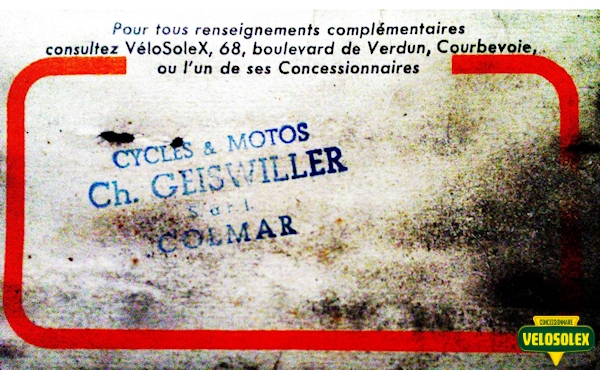 Pour tous renseignements complémentaires
consultez VéloSoleX, 68, boulevard de Verdun, Courbevoie,
ou l'un de ses Concessionnaires
CYCLES & MOTOS
Ch. GEISWILLER
S.a r.l.
COLMAR
CONCESSIONNAIRE
VELOSOLEX